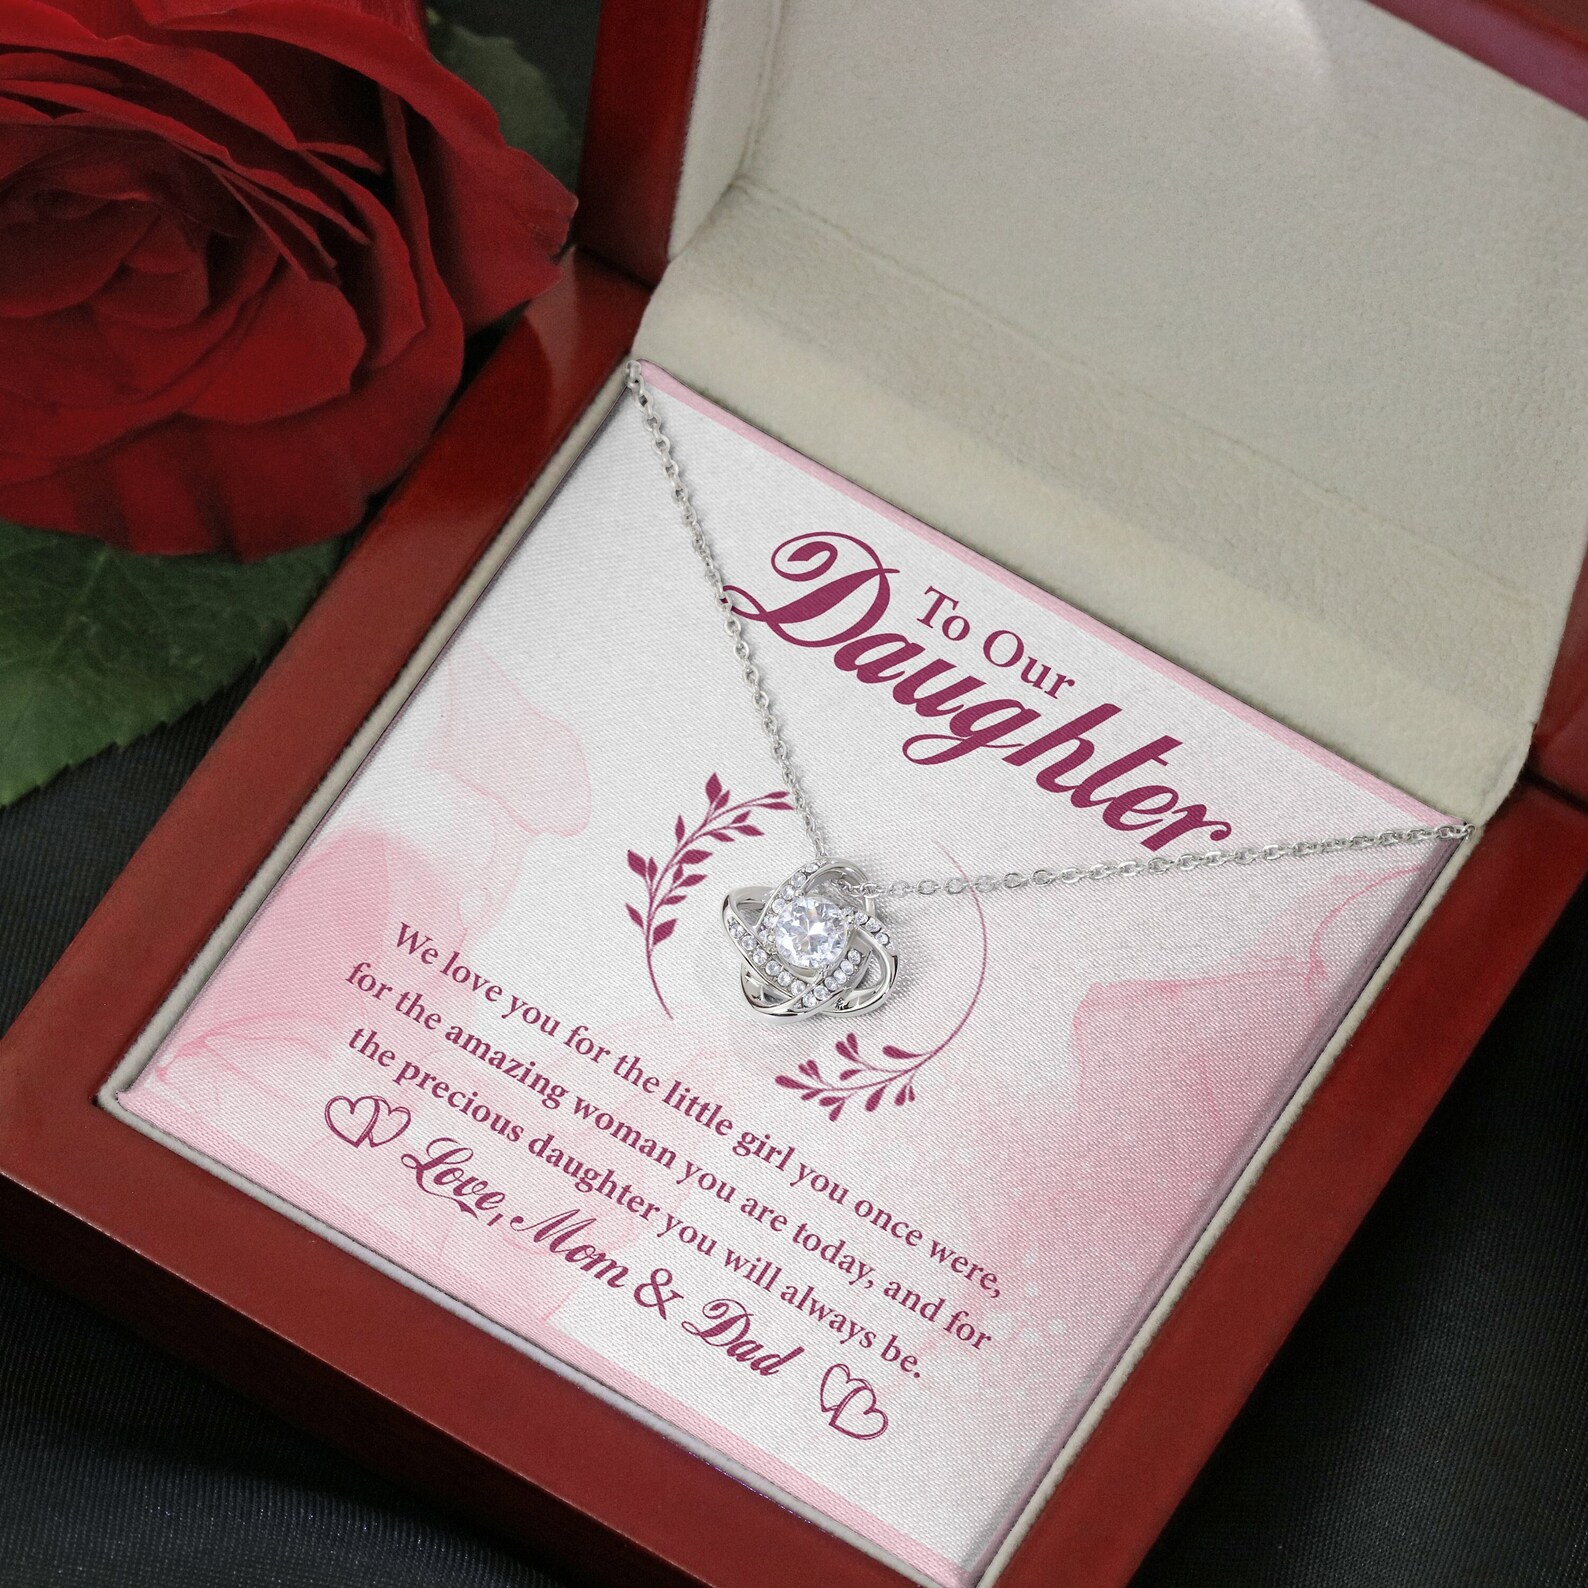 To Our
Daughter
We love you for the little girl you once were,
for the amazing woman you are today, and for
the precious daughter you will always be.
Love, Mom & Dad